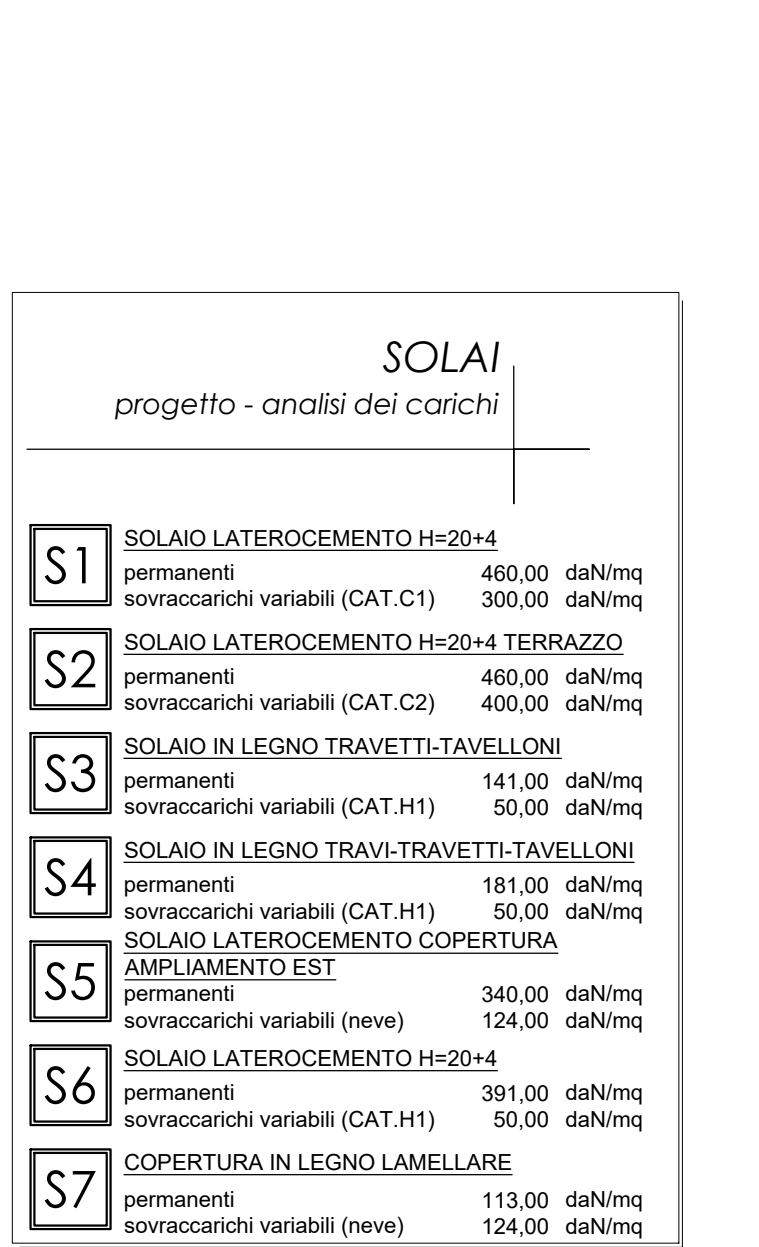 SOLAI
progetto - analisi dei carichi
S1
SOLAIO LATEROCEMENTO H=20+4
permanenti 460,00 daN/mq
sovraccarichi variabili (CAT.C1) 300,00 daN/mq
S2
SOLAIO LATEROCEMENTO H=20+4 TERRAZZO
permanenti 460,00 daN/mq
sovraccarichi variabili (CAT.C2) 400,00 daN/mq
S3
SOLAIO IN LEGNO TRAVETTI-TAVELLONI
permanenti 141,00 daN/mq
sovraccarichi variabili (CAT.H1) 50,00 daN/mq
S4
SOLAIO IN LEGNO TRAVI-TRAVETTI-TAVELLONI
permanenti 181,00 daN/mq
sovraccarichi variabili (CAT.H1) 50,00 daN/mq
S5
SOLAIO LATEROCEMENTO COPERTURA
AMPLIAMENTO EST
permanenti 340,00 daN/mq
sovraccarichi variabili (neve) 124,00 daN/mq
S6
SOLAIO LATEROCEMENTO H=20+4
permanenti 391,00 daN/mq
sovraccarichi variabili (CAT.H1) 50,00 daN/mq
S7
COPERTURA IN LEGNO LAMELLARE
permanenti 113,00 daN/mq
sovraccarichi variabili (neve) 124,00 daN/mq